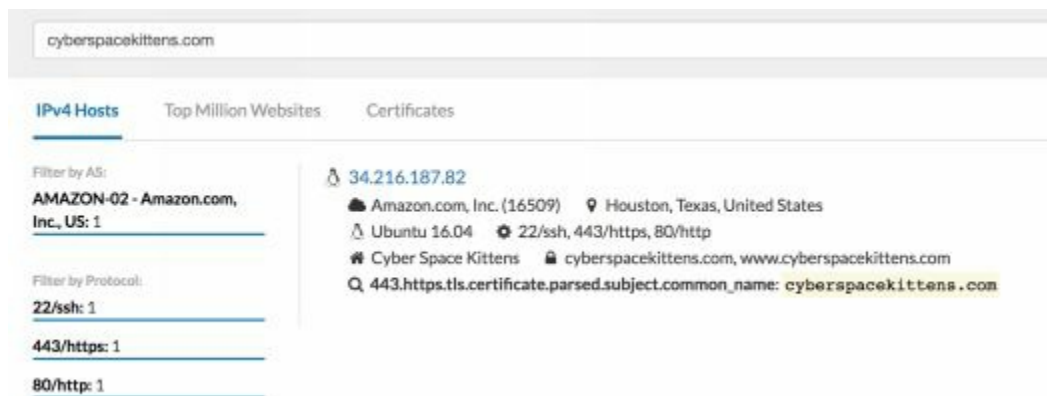 cyberspacekittens.com
IPv4 Hosts Top Million Websites Certificates
Filter by AS:
AMAZON-02 - Amazon.com,
Inc., US: 1
Filter by Protocol:
22/ssh: 1
443/https: 1
80/http: 1
34.216.187.82
Amazon.com, Inc. (16509) Houston, Texas, United States
Ubuntu 16.04 22/ssh, 443/https, 80/http
Cyber Space Kittens cyberspacekittens.com, www.cyberspacekittens.com
443.https.tls.certificate.parsed.subject.common_name: cyberspacekittens.com